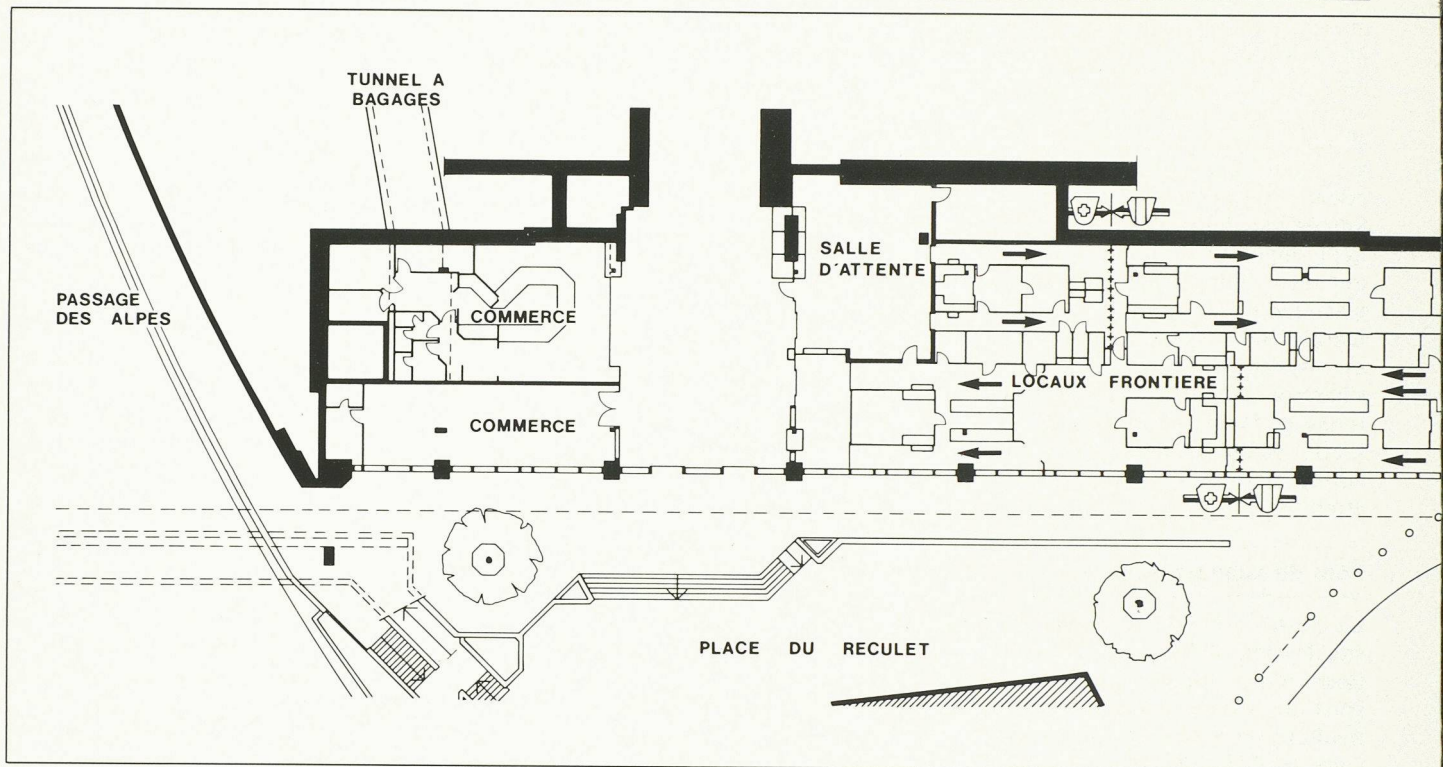 TUNNEL A
BAGAGES
PASSAGE
DES ALPES
COMMERCE
SALLE
D'ATTENTE
LOCAUX FRONTIERE
COMMERCE
PLACE DU RECULET